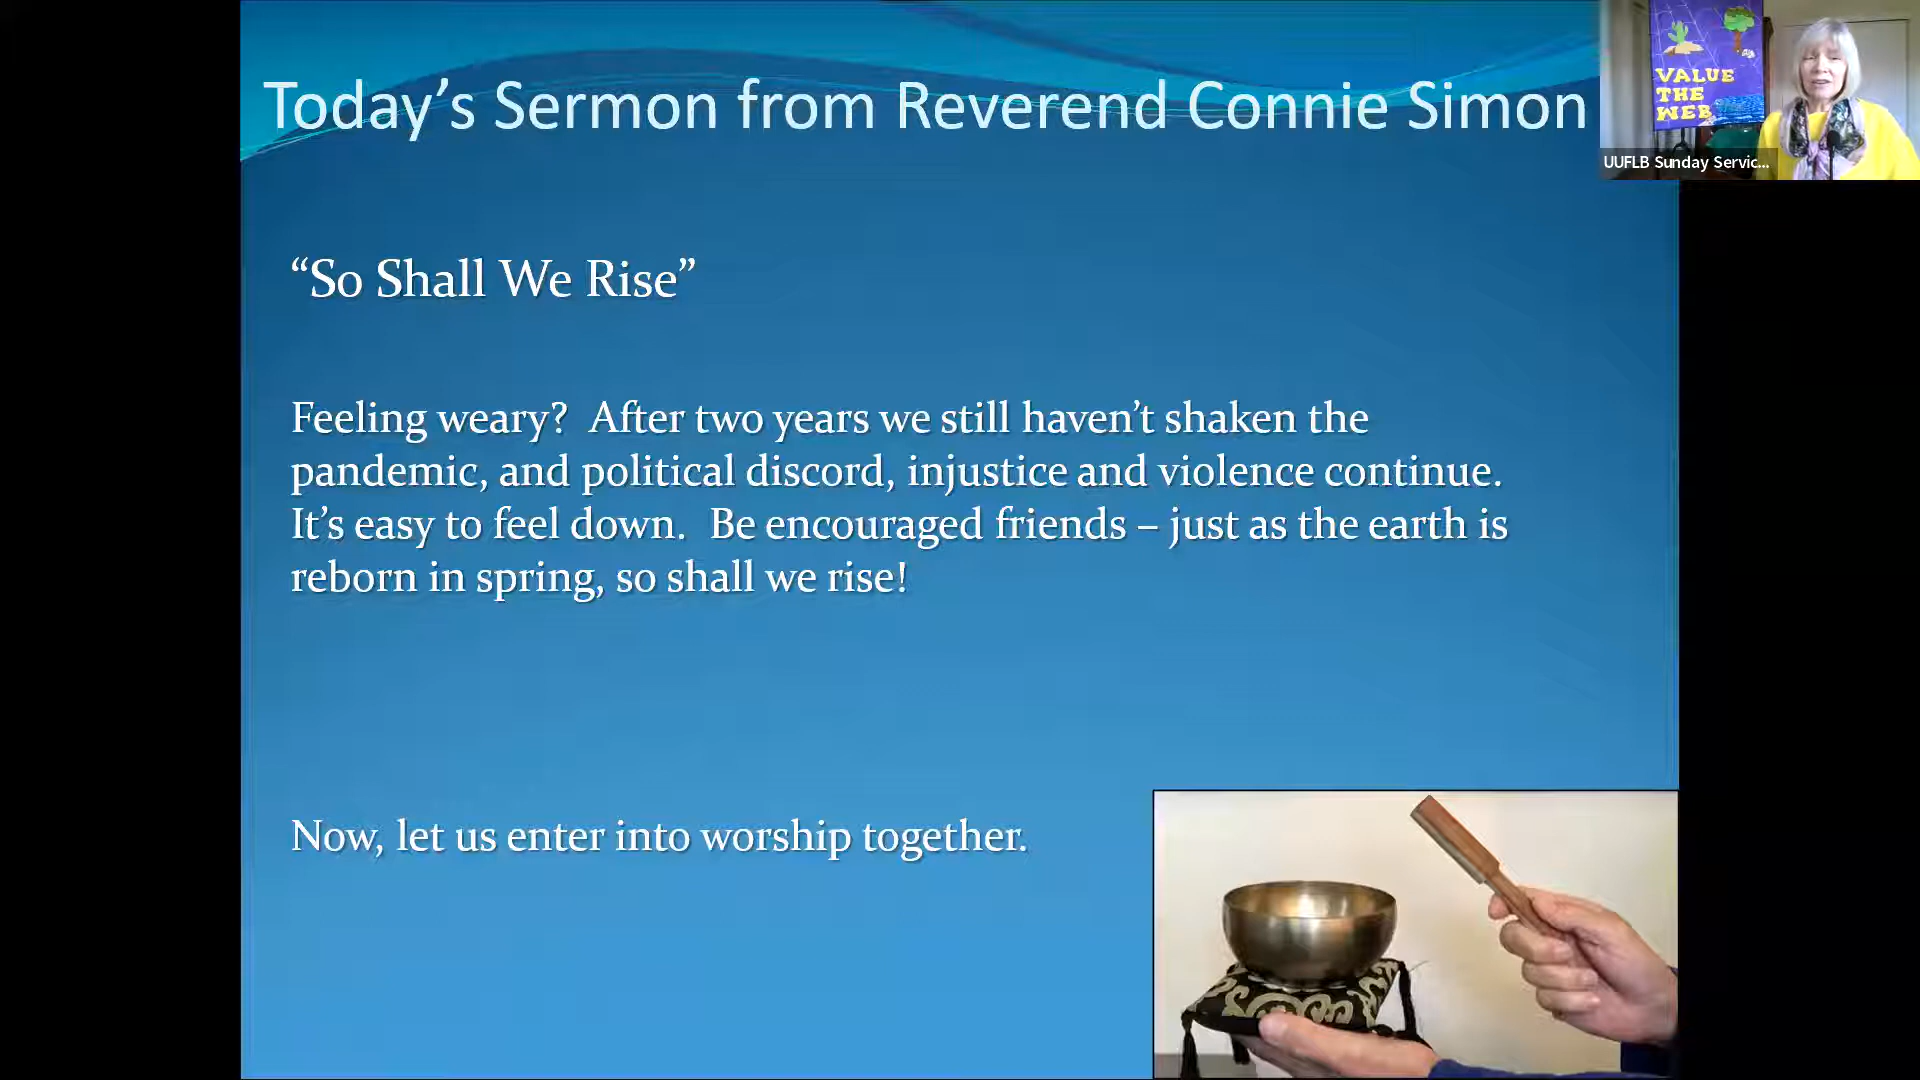 Today’s Sermon from Reverend Connie Simon
VALUE
THE
WEB
UUFLB Sunday Servic...
“So Shall We Rise”
Feeling weary?  After two years we still haven’t shaken the
pandemic, and political discord, injustice and violence continue.
It’s easy to feel down.  Be encouraged friends – just as the earth is
reborn in spring, so shall we rise!
Now, let us enter into worship together.